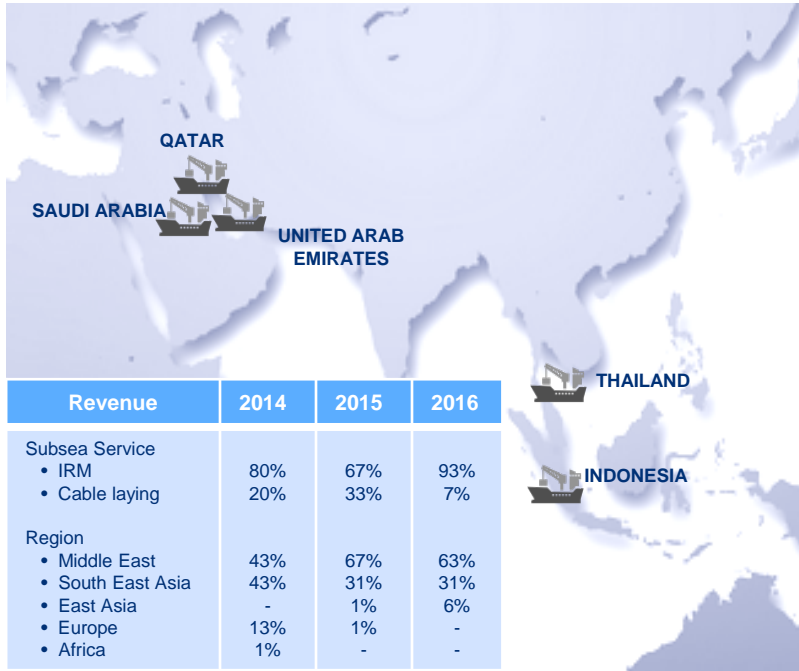 QATAR
SAUDI ARABIA
UNITED ARAB
EMIRATES
THAILAND
INDONESIA
Revenue 2014 2015 2016
Subsea Service
• IRM 80% 67% 93%
• Cable laying 20% 33% 7%
Region
• Middle East 43% 67% 63%
• South East Asia 43% 31% 31%
• East Asia - 1% 6%
• Europe 13% 1% -
• Africa 1% - -